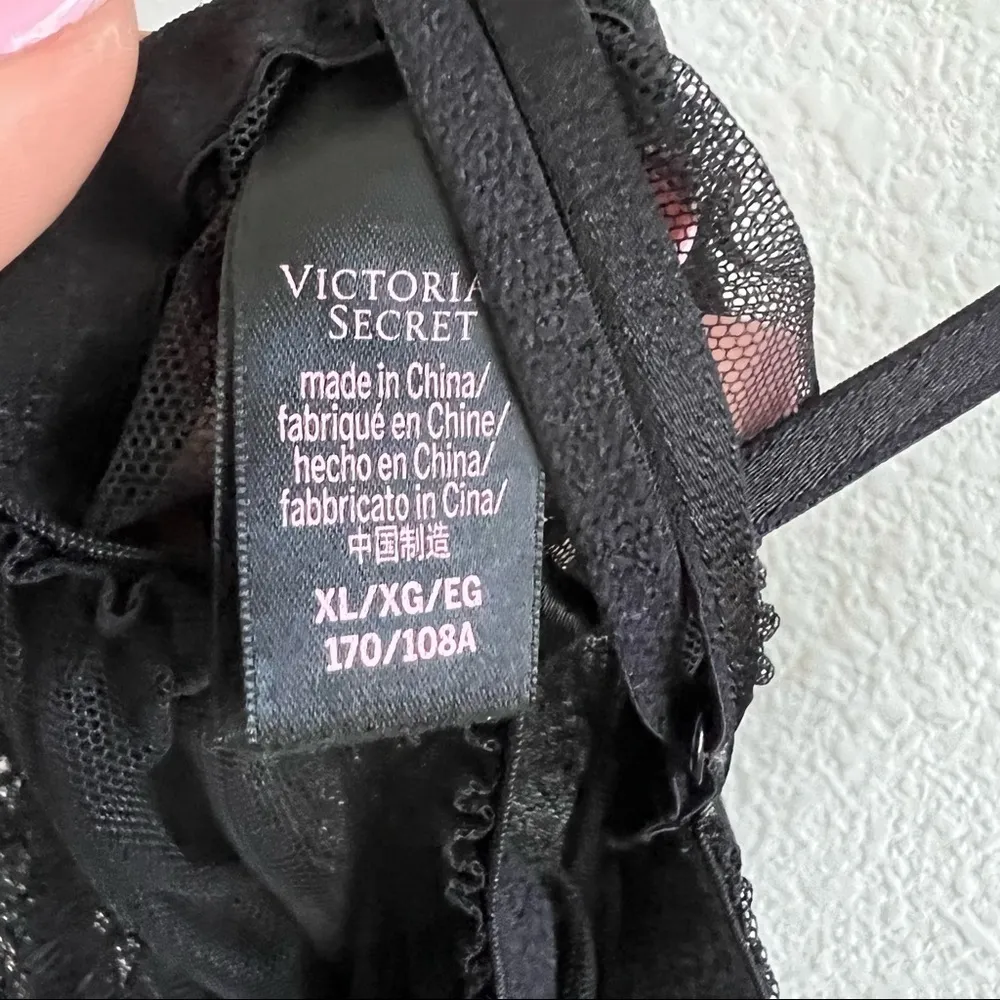 VICTORIA
SECRET
made in China/
fabriqué en Chine/
hecho en China/
fabbricato in Cina/
中国制造
XL/XG/EG
170/108A